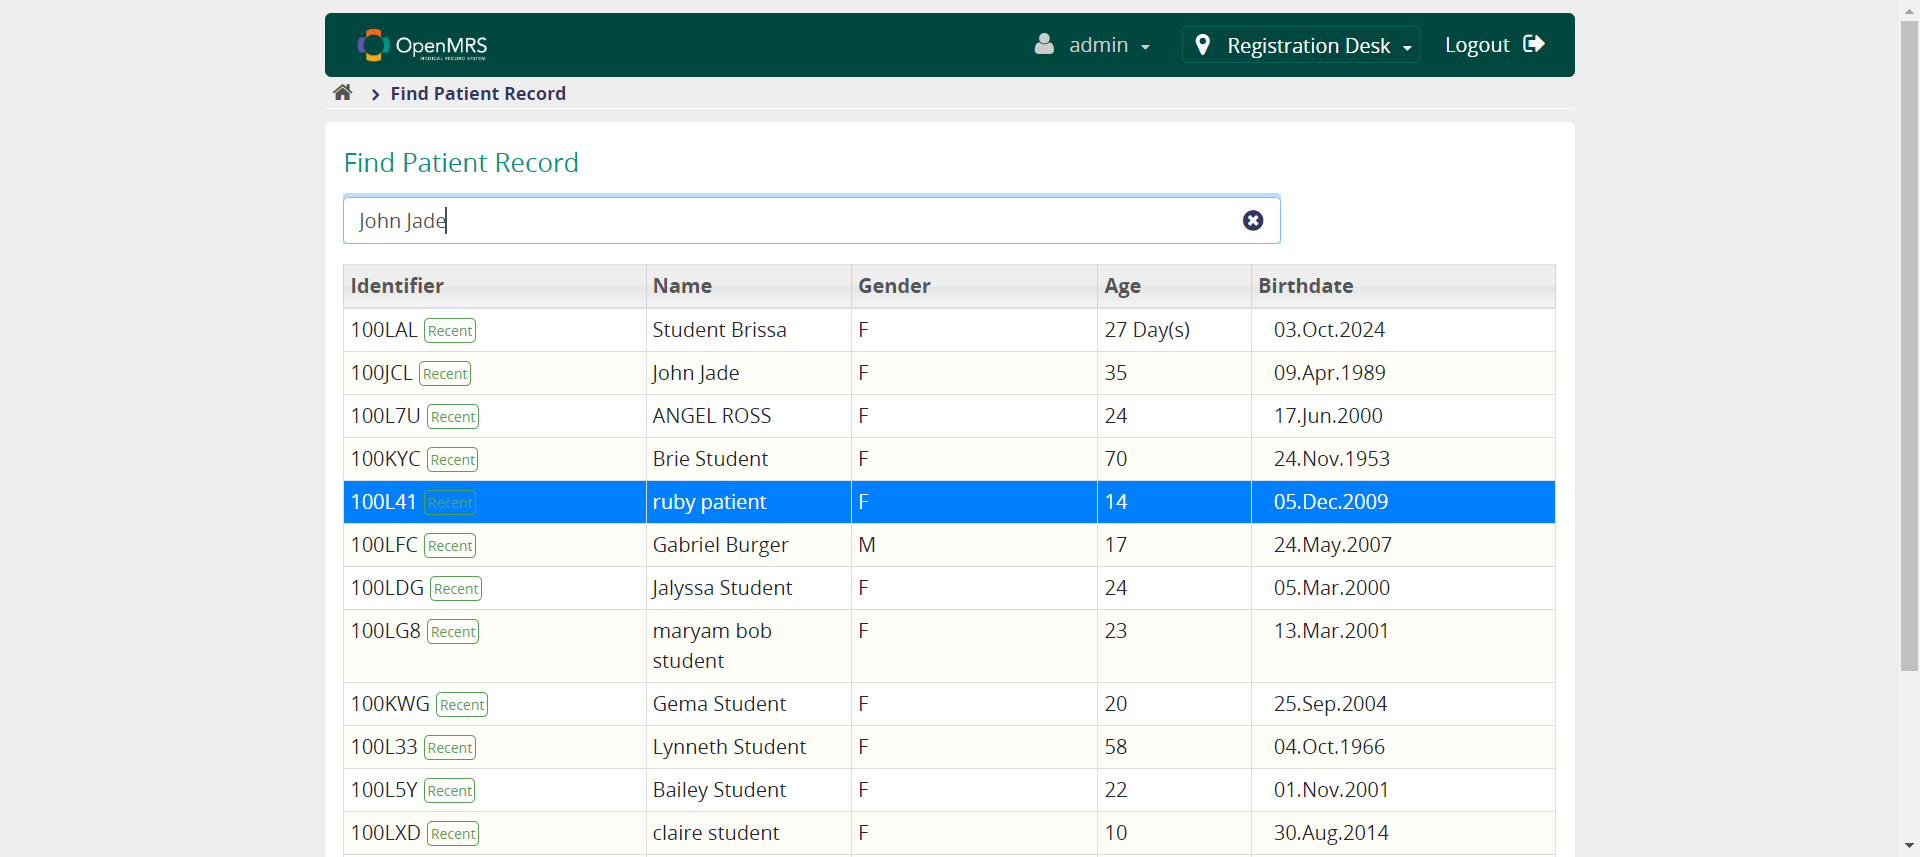 OpenMRS
MEDICAL RECORD SYSTEM
admin
Registration Desk
Logout
Find Patient Record
Find Patient Record
John Jade
Identifier Name Gender Age Birthdate
100LAL Recent Student Brissa F 27 Day(s) 03.Oct.2024
100JCL Recent John Jade F 35 09.Apr.1989
100L7U Recent ANGEL ROSS F 24 17.Jun.2000
100KYC Recent Brie Student F 70 24.Nov.1953
100L41 Recent ruby patient F 14 05.Dec.2009
100LFC Recent Gabriel Burger M 17 24.May.2007
100LDG Recent Jalyssa Student F 24 05.Mar.2000
100LG8 Recent maryam bob F 23 13.Mar.2001
student
100KWG Recent Gema Student F 20 25.Sep.2004
100L33 Recent Lynneth Student F 58 04.Oct.1966
100L5Y Recent Bailey Student F 22 01.Nov.2001
100LXD Recent claire student F 10 30.Aug.2014